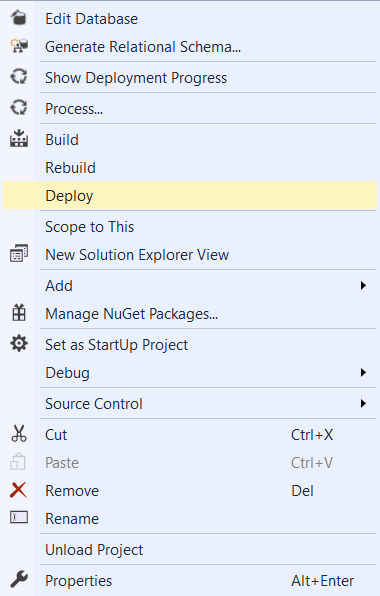 Edit Database
Generate Relational Schema...
Show Deployment Progress
Process...
Build
Rebuild
Deploy
Scope to This
New Solution Explorer View
Add
Manage NuGet Packages...
Set as StartUp Project
Debug
Source Control
Cut Ctrl+X
Paste Ctrl+V
Remove Del
Rename
Unload Project
Properties Alt+Enter